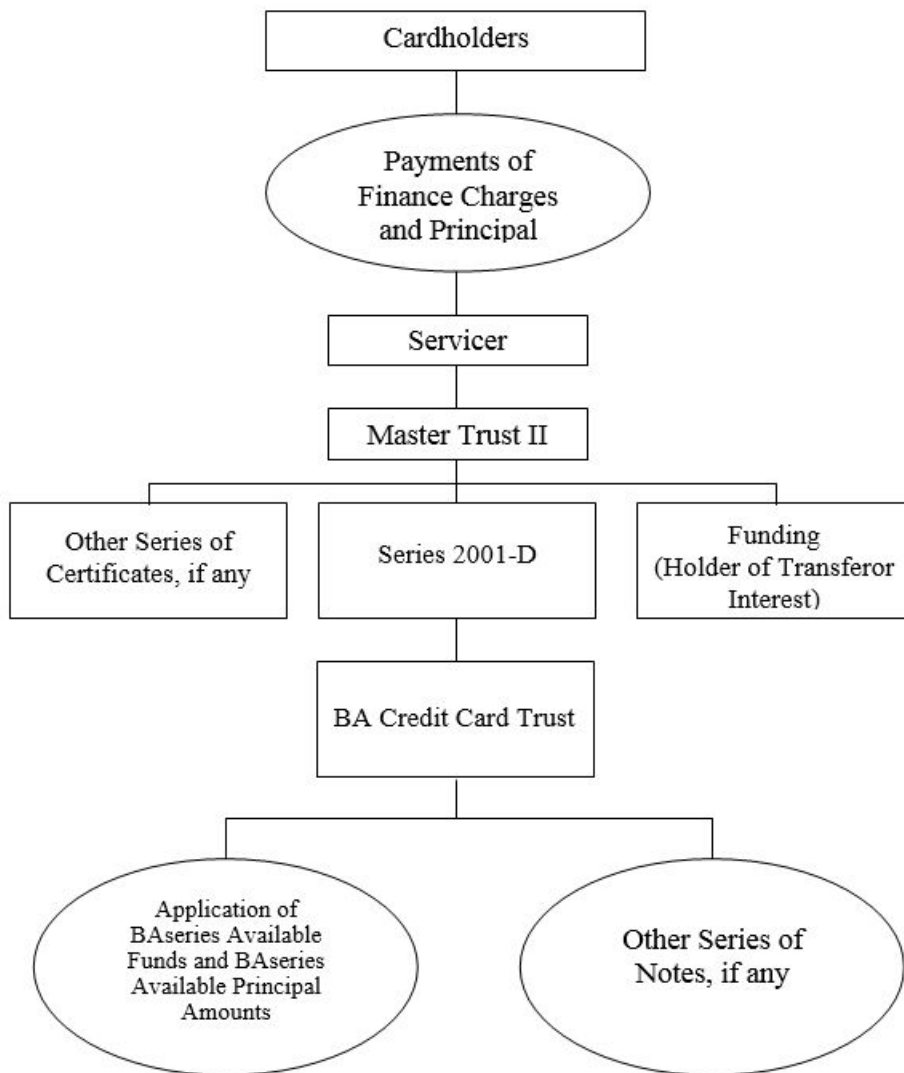 Cardholders
Payments of
Finance Charges
and Principal
Servicer
Master Trust II
Other Series of
Certificates, if any
Series 2001-D
Funding
(Holder of Transferor
Interest)
BA Credit Card Trust
Application of
BAseries Available
Funds and BAseries
Available Principal
Amounts
Other Series of
Notes, if any